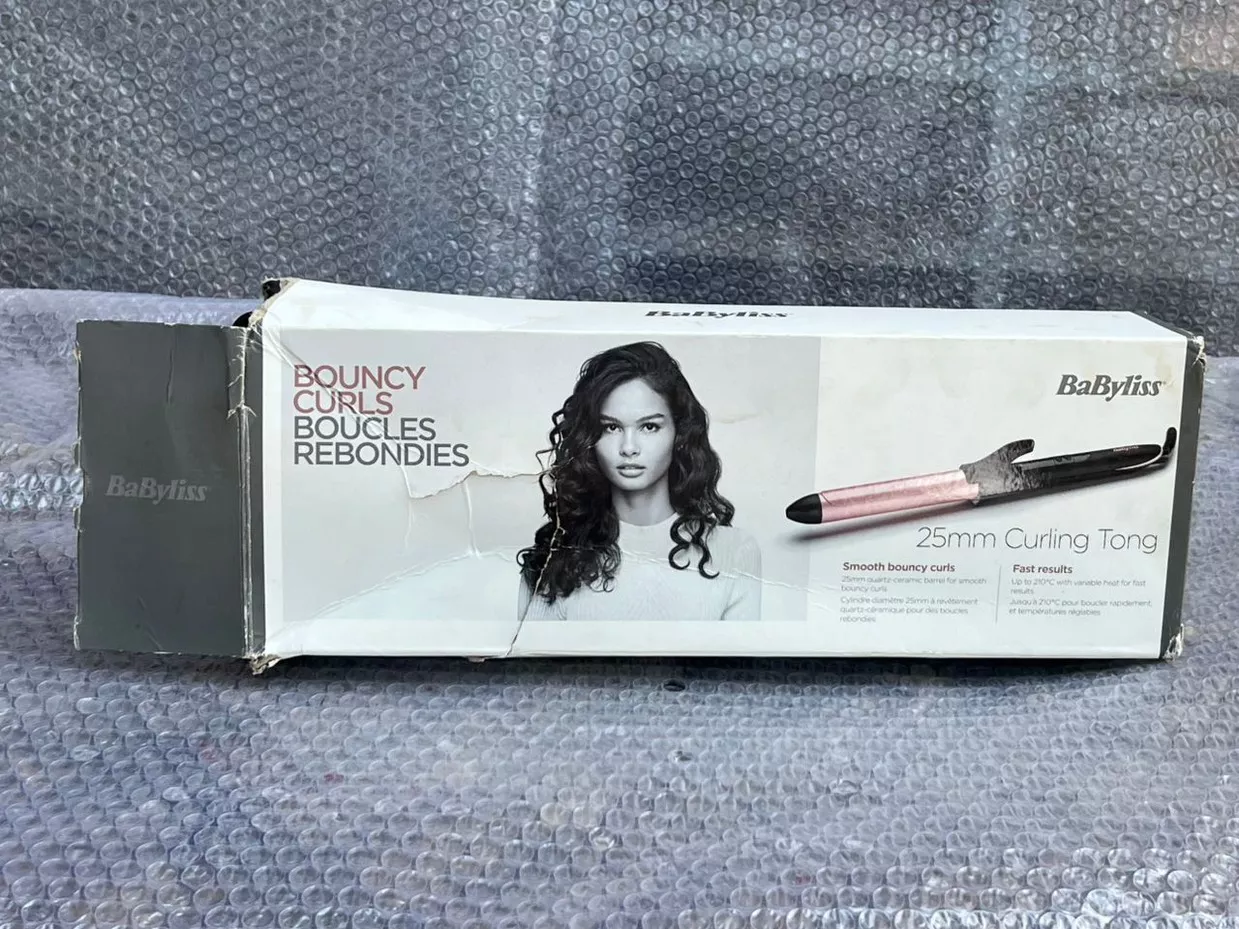 BaByliss
BaByliss
BOUNCY
CURLS
BOUCLES
REBONDIES
BaByliss
25mm Curling Tong
Smooth bouncy curls
25mm quartz-ceramic barrel for smooth
bouncy curls
Cylindre diamètre 25mm à revêtement
quartz-céramique pour des boucles
rebondies
Fast results
Up to 210°C with variable heat for fast
results
Jusqu'à 210°C pour boucler rapidement,
et températures réglables